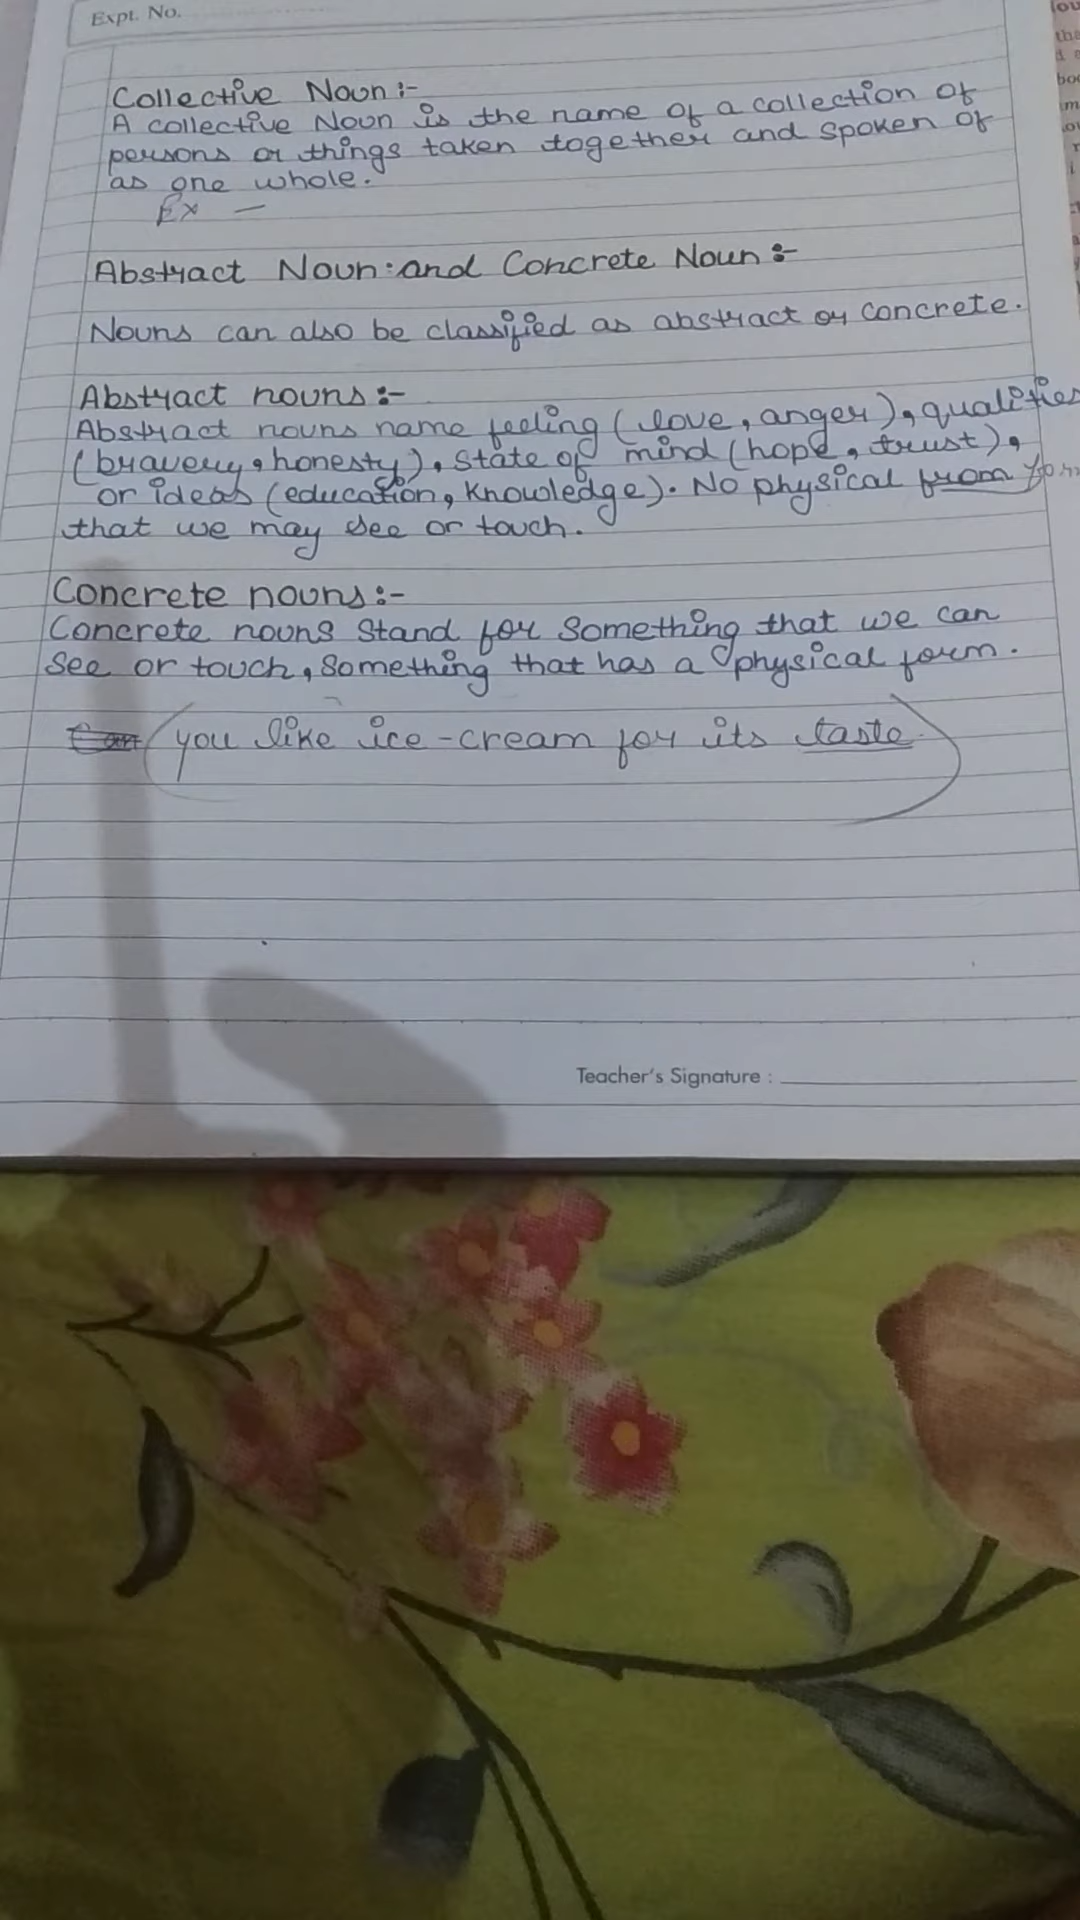 Expt. No.
Collective Noun :-
A collective Noun is the name of a collection of
persons or things taken together and spoken of
as one whole.
Ex —
Abstract Noun : and Concrete Noun :-
Nouns can also be classified as abstract or concrete.
Abstract nouns :-
Abstract nouns name feeling (love, anger), qualities
(bravery, honesty), state of mind (hope, trust),
or ideas (education, knowledge). No physical from form
that we may see or touch.
Concrete nouns :-
Concrete nouns stand for something that we can
see or touch, something that has a physical form.
(you like ice-cream for its taste.)
Teacher's Signature :